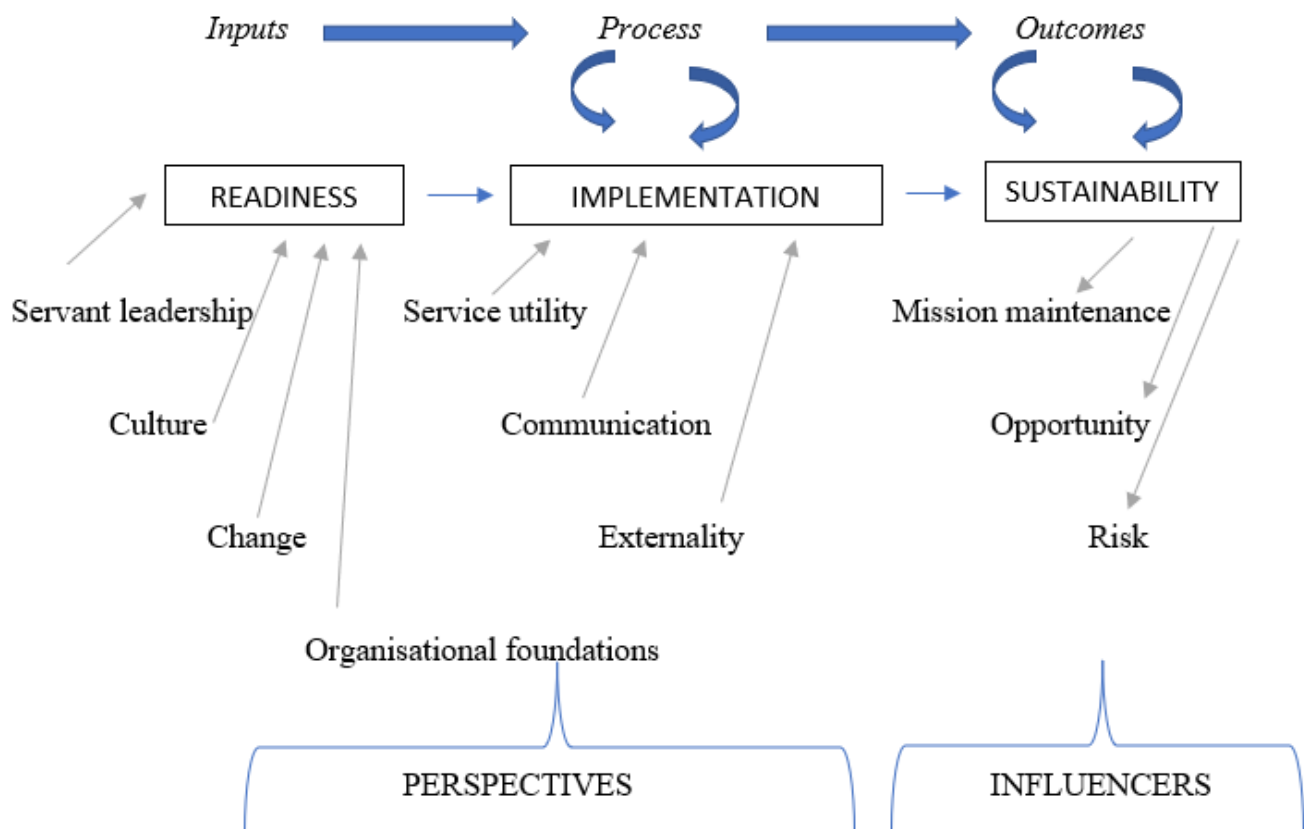 Inputs Process Outcomes
READINESS IMPLEMENTATION SUSTAINABILITY
Servant leadership Service utility Mission maintenance
Culture Communication Opportunity
Change Externality Risk
Organisational foundations
PERSPECTIVES INFLUENCERS